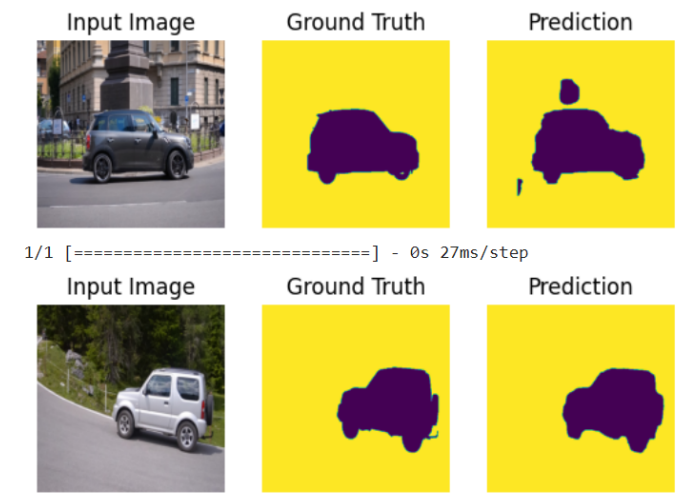 Input Image Ground Truth Prediction
1/1 [==============================] - 0s 27ms/step
Input Image Ground Truth Prediction